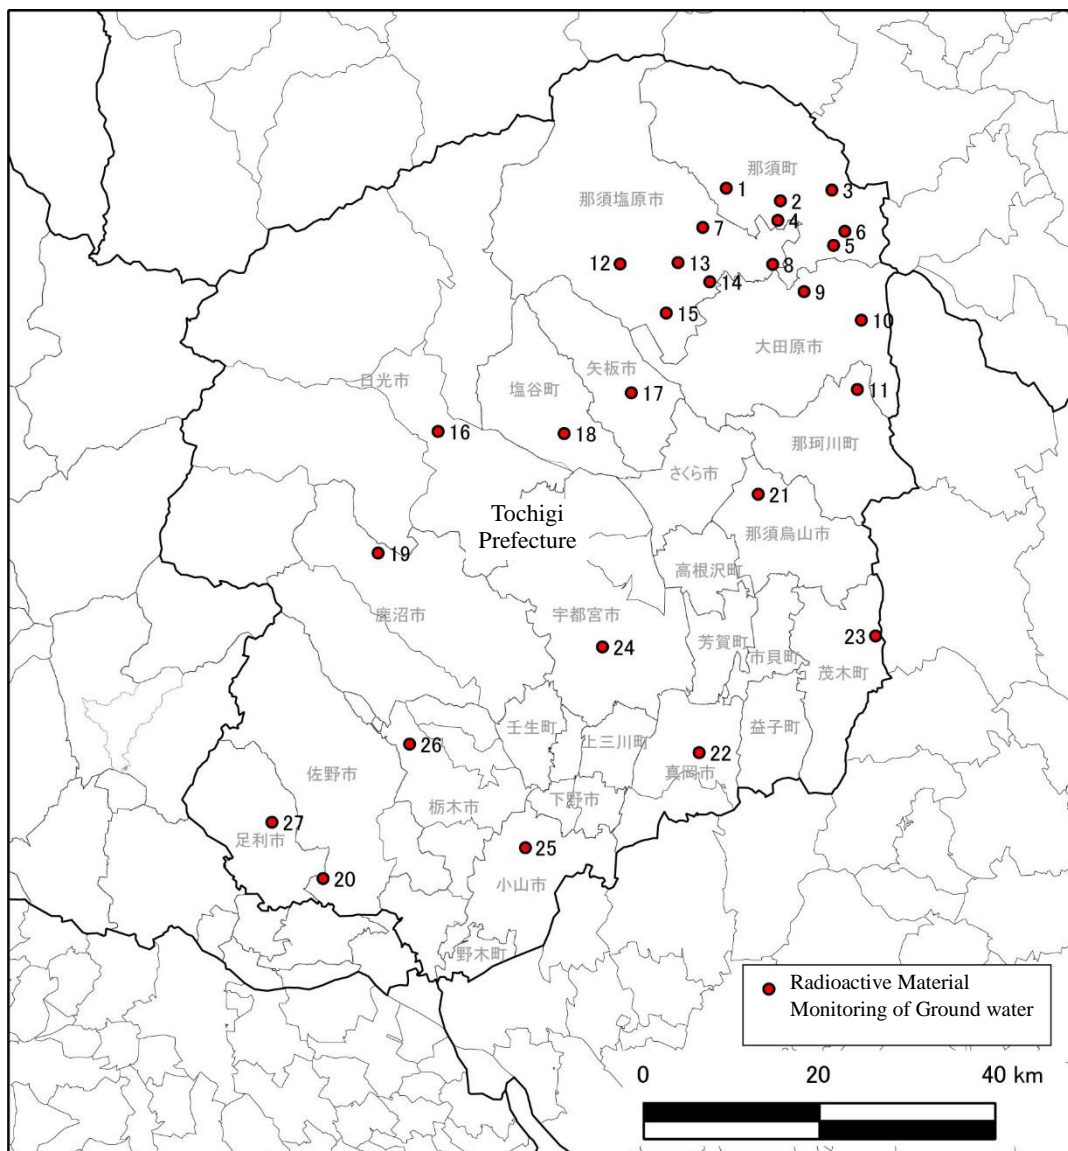 那須町
1
3
那須塩原市
2
4
7
6
5
12
13
8
14
9
15
10
大田原市
日光市
塩谷町
矢板市
17
11
16
18
那珂川町
さくら市
21
Tochigi
Prefecture
那須烏山市
19
高根沢町
鹿沼市
宇都宮市
24
芳賀町
市貝町
23
茂木町
26
壬生町
上三川町
22
益子町
真岡市
佐野市
栃木市
下野市
27
足利市
25
20
小山市
野木町
Radioactive Material
Monitoring of Ground water
0 20 40 km